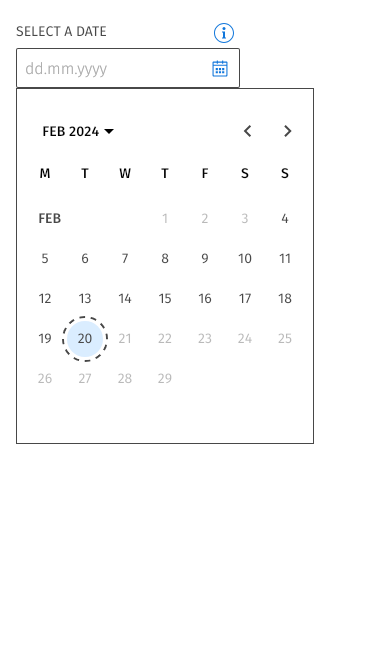 SELECT A DATE
dd.mm.yyyy
FEB 2024
M T W T F S S
FEB 1 2 3 4
5 6 7 8 9 10 11
12 13 14 15 16 17 18
19 20 21 22 23 24 25
26 27 28 29